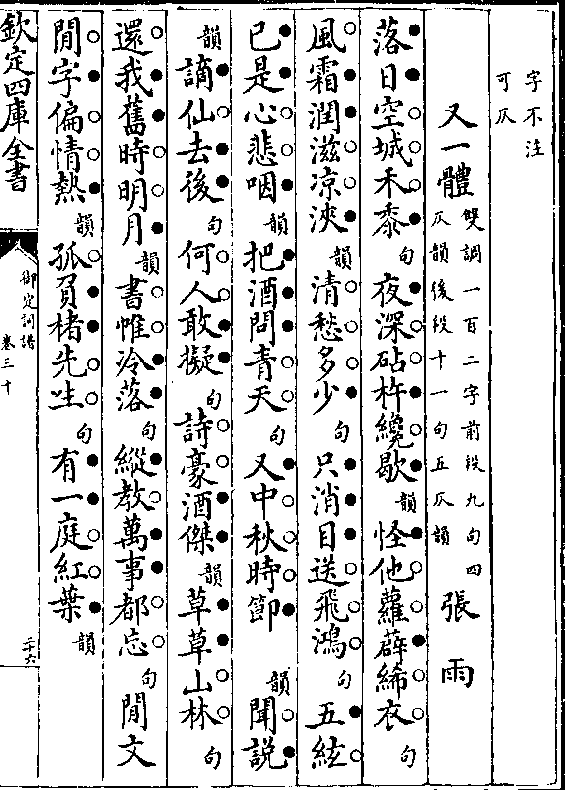 字不注
可仄
又一體 雙調一百二字前段九句四
仄韻後段十一句五仄韻 張雨
落日空城禾黍句夜深砧杵纔歇韻怪他蘿薜絺衣句
風霜潤滋凉浹韻清愁多少句只消目送飛鴻句五絃
已是心悲咽韻把酒問青天句又中秋時節韻聞說
韻謫仙去後句何人敢擬句詩豪酒傑韻草草山林句
還我舊時明月韻書帷冷落句縱教萬事都忘句閒文
閒字偏情熱韻孤負楮先生句有一庭紅葉韻
欽定四庫全書
御定詞譜
卷三十
二十六